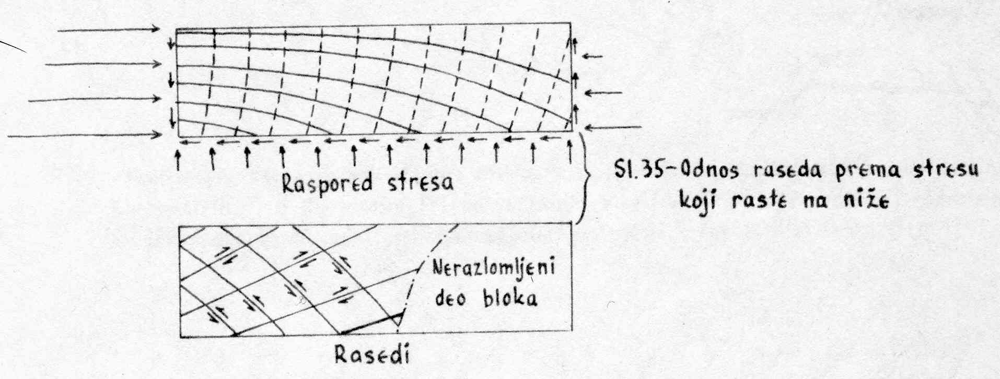 Raspored stresa
Sl.35-Odnos raseda prema stresu
koji raste na niže
Nerazlomljeni
deo bloka
Rasedi